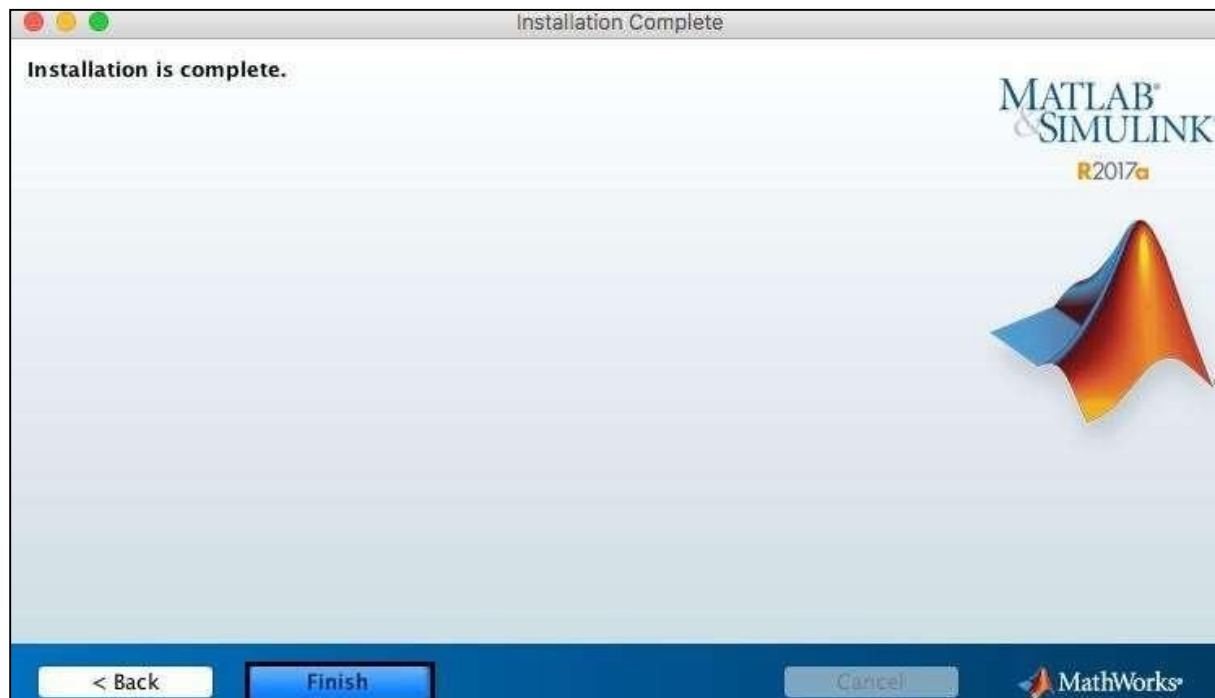 Installation Complete
Installation is complete.
MATLAB®
&SIMULINK®
R2017a
< Back
Finish
Cancel
MathWorks®